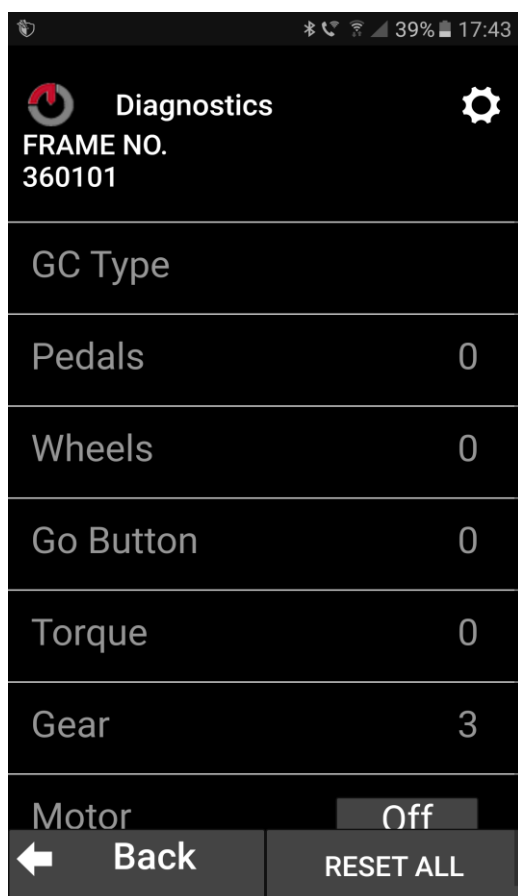 39% 17:43
Diagnostics
FRAME NO.
360101
GC Type
Pedals 0
Wheels 0
Go Button 0
Torque 0
Gear 3
Motor Off
Back RESET ALL